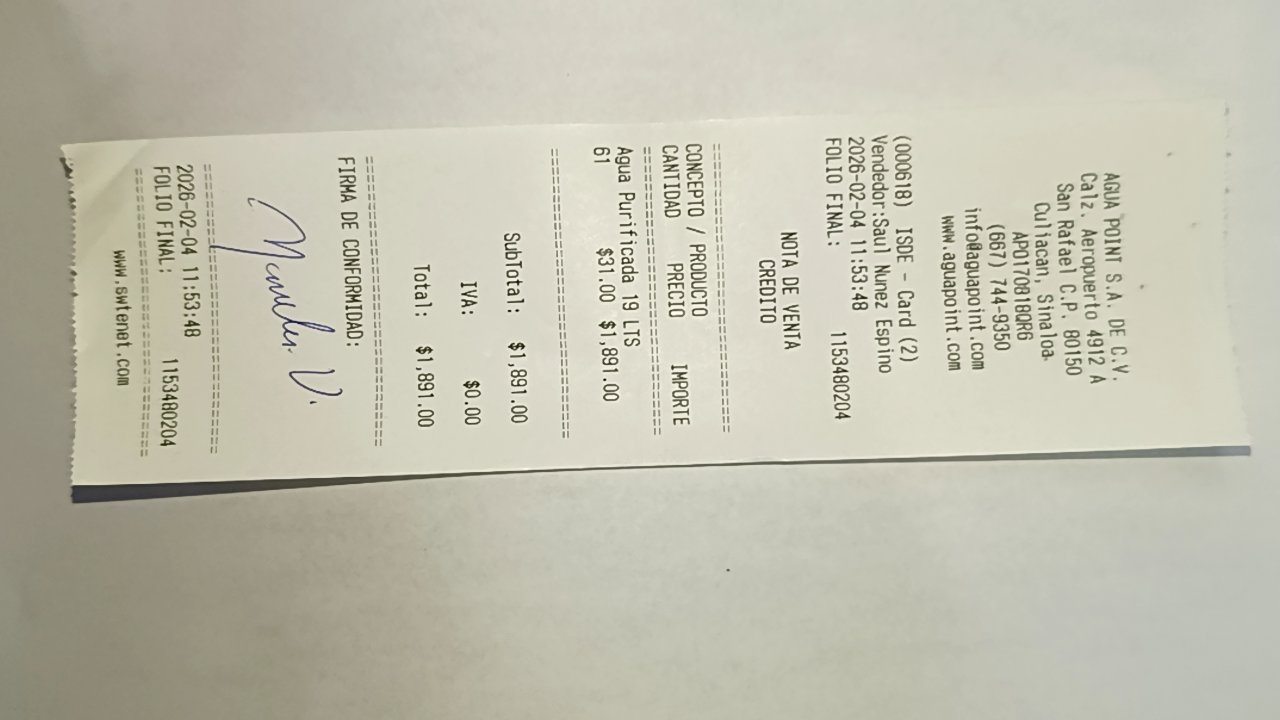 AGUA POINT S.A. DE C.V.
Calz. Aeropuerto 4912 A
San Rafael C.P. 80150
Culiacan, Sinaloa.
APO170818QR6
(667) 744-9350
info@aguapoint.com
www.aguapoint.com
(000618) ISDE - Card (2)
Vendedor:Saul Nunez Espino
2026-02-04 11:53:48
FOLIO FINAL: 1153480204
NOTA DE VENTA
CREDITO
CONCEPTO / PRODUCTO
CANTIDAD PRECIO IMPORTE
Agua Purificada 19 LTS
61 $31.00 $1,891.00
SubTotal: $1,891.00
IVA: $0.00
Total: $1,891.00
FIRMA DE CONFORMIDAD:
2026-02-04 11:53:48
FOLIO FINAL: 1153480204
www.swtenet.com